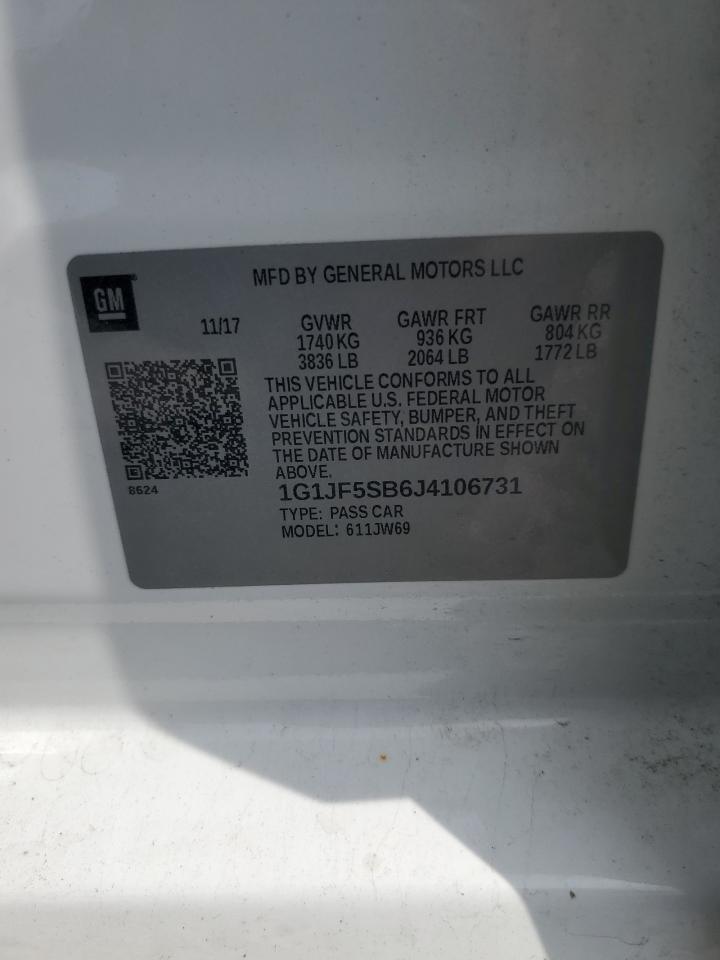 MFD BY GENERAL MOTORS LLC
GM
11/17 GVWR GAWR FRT GAWR RR
1740 KG 936 KG 804 KG
3836 LB 2064 LB 1772 LB
THIS VEHICLE CONFORMS TO ALL
APPLICABLE U.S. FEDERAL MOTOR
VEHICLE SAFETY, BUMPER, AND THEFT
PREVENTION STANDARDS IN EFFECT ON
THE DATE OF MANUFACTURE SHOWN
ABOVE.
8624
1G1JF5SB6J4106731
TYPE: PASS CAR
MODEL: 611JW69